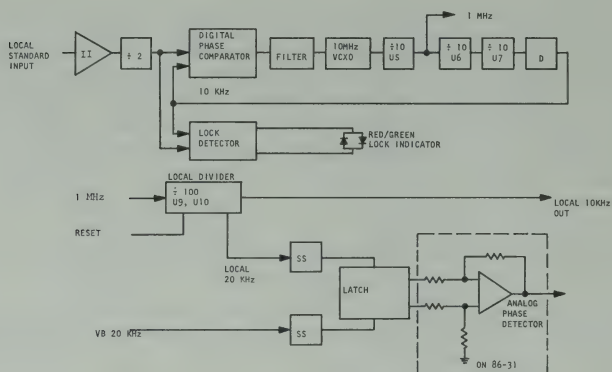 1 MHz
LOCAL
STANDARD
INPUT
II
÷ 2
DIGITAL
PHASE
COMPARATOR
FILTER
10MHz
VCXO
÷10
U5
÷ 10
U6
÷ 10
U7
D
10 KHz
LOCK
DETECTOR
RED/GREEN
LOCK INDICATOR
LOCAL DIVIDER
1 MHz
÷ 100
U9, U10
LOCAL 10KHz
OUT
RESET
LOCAL
20 KHz
SS
LATCH
ANALOG
PHASE
DETECTOR
VB 20 KHz
SS
ON 86-31